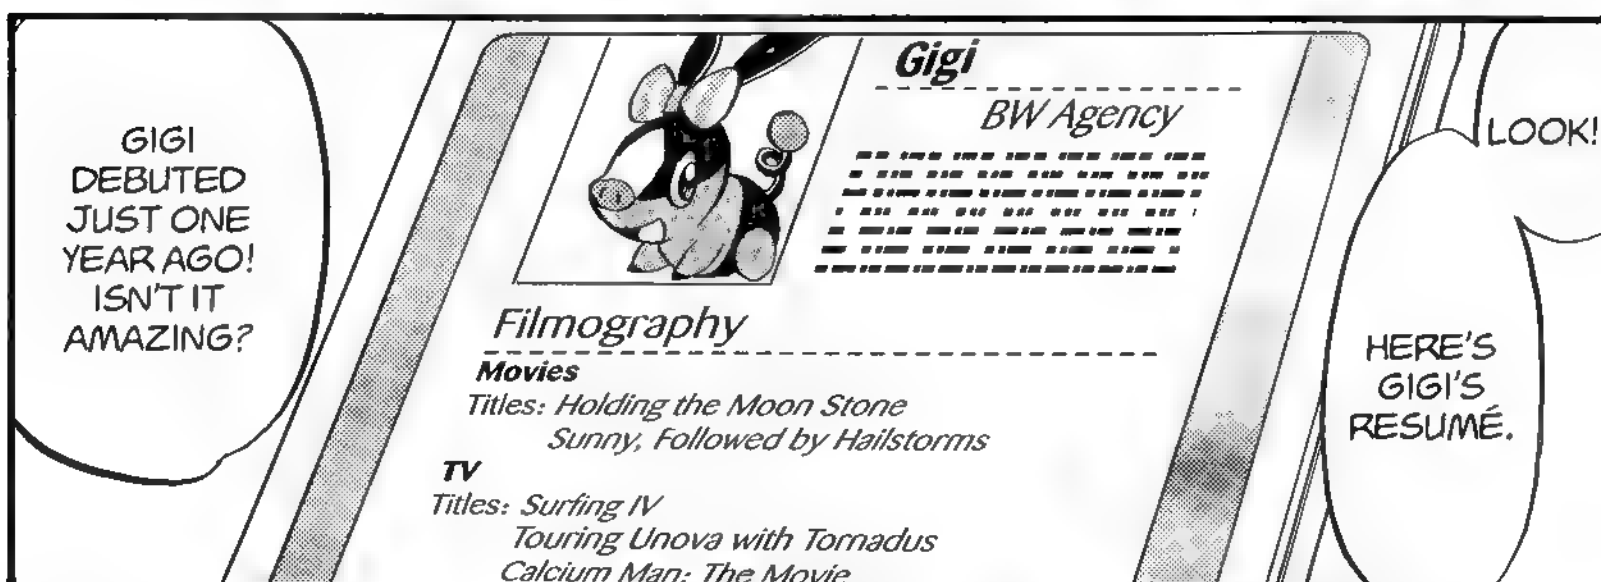 LOOK!
HERE'S
GIGI'S
RESUMÉ.
Gigi
BW Agency
Filmography
Movies
Titles: Holding the Moon Stone
Sunny, Followed by Hailstorms
TV
Titles: Surfing IV
Touring Unova with Tornadus
Calcium Man: The Movie
GIGI
DEBUTED
JUST ONE
YEAR AGO!
ISN'T IT
AMAZING?